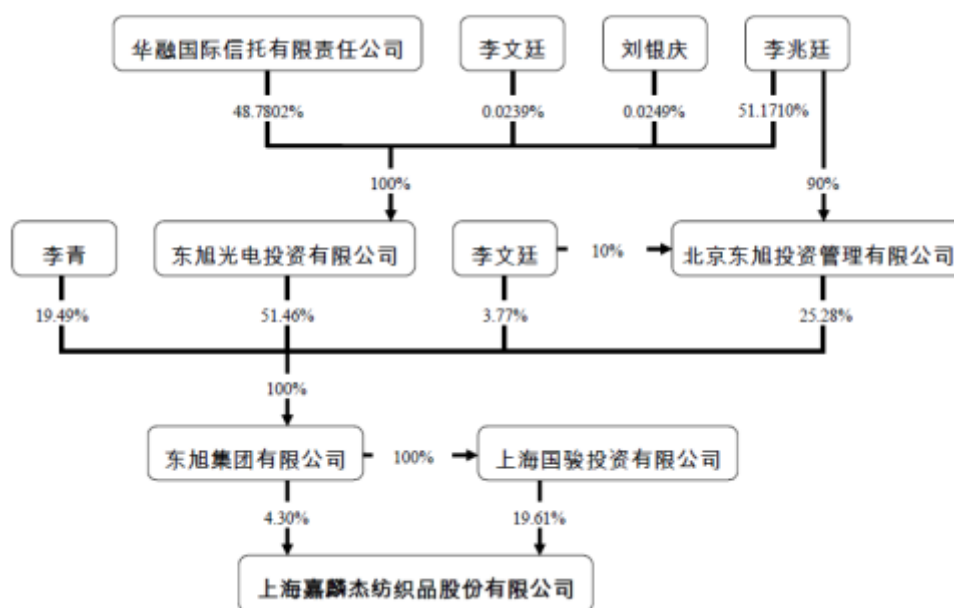 华融国际信托有限责任公司
李文廷
刘银庆
李兆廷
48.7802%
0.0239%
0.0249%
51.1710%
100%
90%
李青
东旭光电投资有限公司
李文廷
10%
北京东旭投资管理有限公司
19.49%
51.46%
3.77%
25.28%
100%
东旭集团有限公司
100%
上海国骏投资有限公司
4.30%
19.61%
上海嘉麟杰纺织品股份有限公司